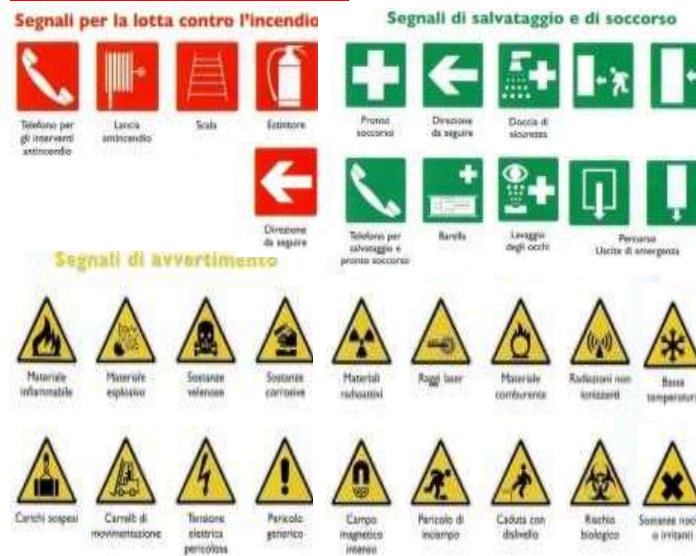 Segnali per la lotta contro l'incendio
Telefono per
gli interventi
antincendio
Lancia
antincendio
Scala
Estintore
Direzione
da seguire
Segnali di salvataggio e di soccorso
Pronto
soccorso
Direzione
da seguire
Doccia di
sicurezza
Telefono per
salvataggio e
pronto soccorso
Barella
Lavaggio
degli occhi
Percorso
Uscite di emergenza
Segnali di avvertimento
Materiale
infiammabile
Materiale
esplosivo
Sostanze
velenose
Sostanze
corrosive
Materiali
radioattivi
Raggi laser
Materiale
comburente
Radiazioni non
ionizzanti
Bassa
Carichi sospesi
Carrelli di
movimentazione
Tensione
elettrica
pericolosa
Pericolo
generico
Campo
magnetico
intenso
Pericolo di
inciampo
Caduta con
dislivello
Rischio
biologico
Sostanze
o irritanti